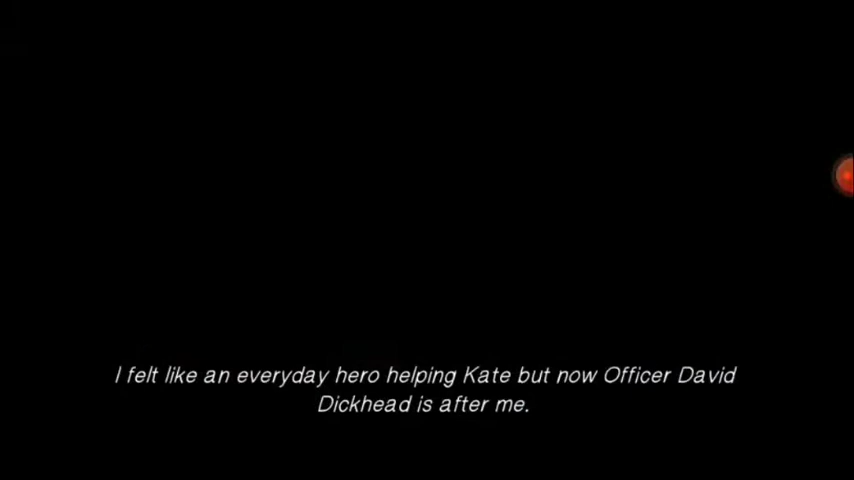 I felt like an everyday hero helping Kate but now Officer David
Dickhead is after me.